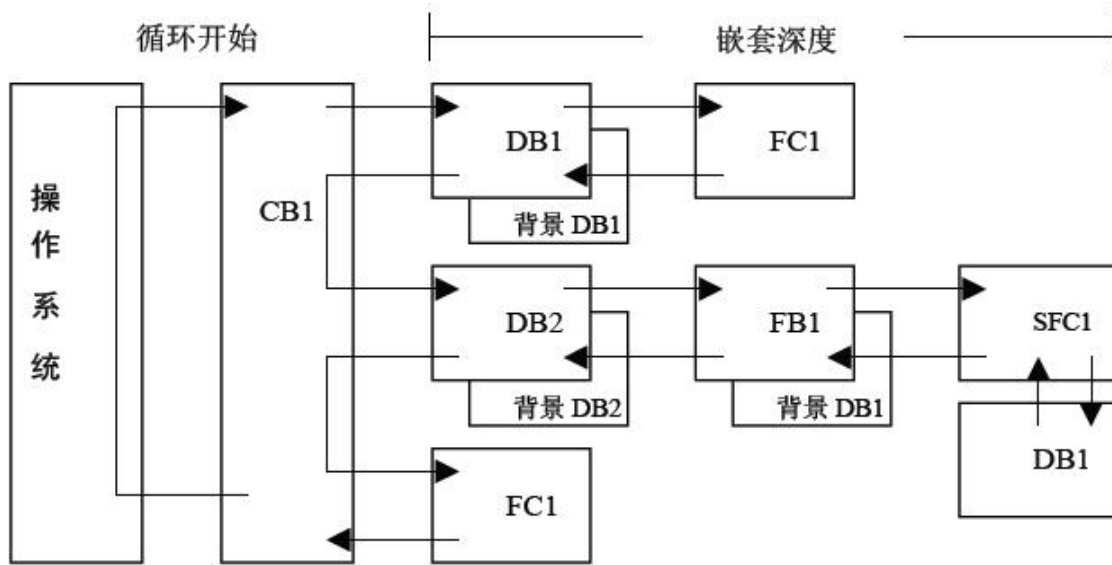 循环开始
嵌套深度
操作系统
CB1
DB1
背景 DB1
FC1
DB2
背景 DB2
FB1
背景 DB1
SFC1
DB1
FC1